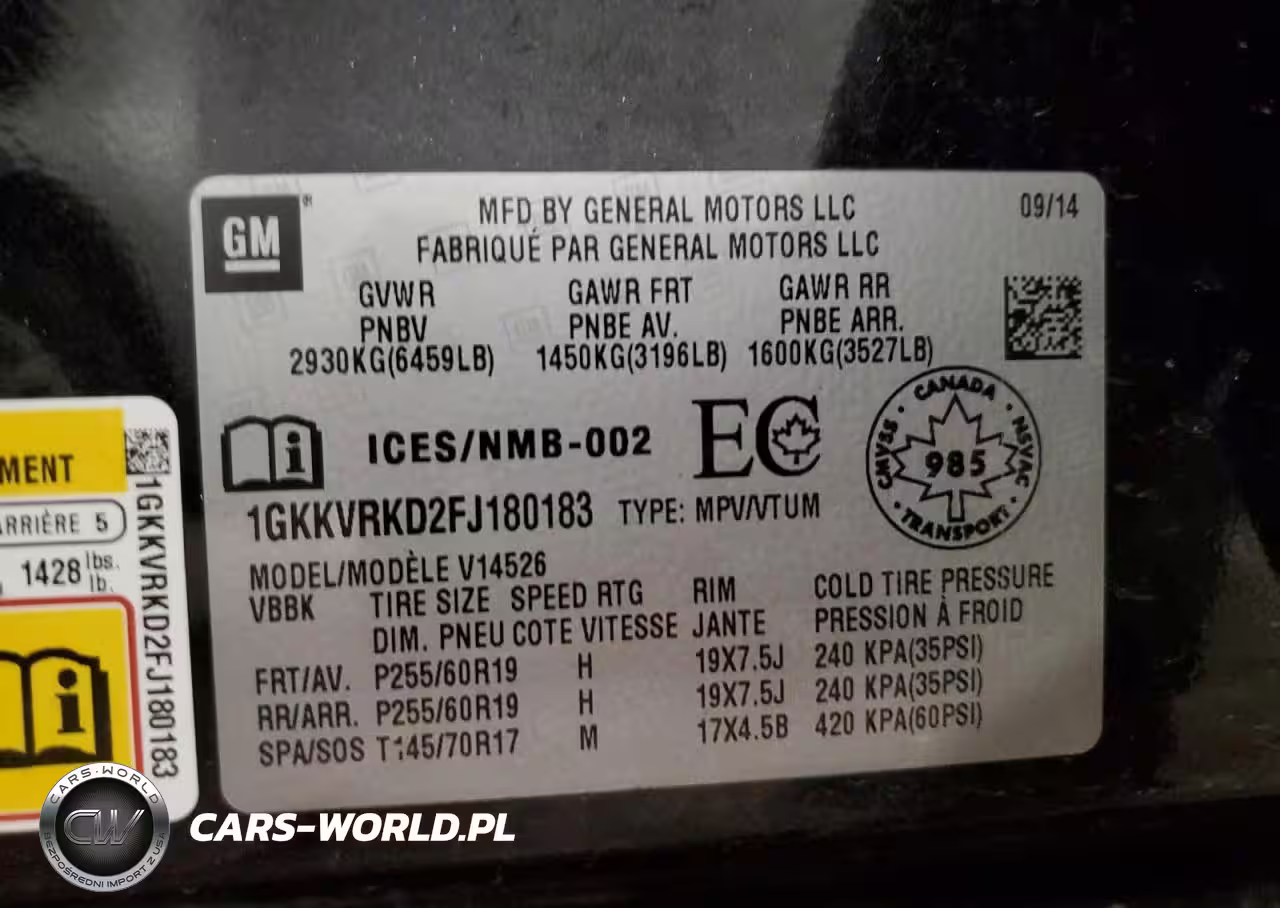 GM
MFD BY GENERAL MOTORS LLC
09/14
FABRIQUÉ PAR GENERAL MOTORS LLC
GVWR GAWR FRT GAWR RR
PNBV PNBE AV. PNBE ARR.
2930KG(6459LB) 1450KG(3196LB) 1600KG(3527LB)
ICES/NMB-002
EC
CANADA
NSVAC
TRANSPORT
CMVSS
985
1GKKVRKD2FJ180183 TYPE: MPV/VTUM
MODEL/MODÈLE V14526
VBBK TIRE SIZE SPEED RTG RIM COLD TIRE PRESSURE
DIM. PNEU COTE VITESSE JANTE PRESSION À FROID
FRT/AV. P255/60R19 H 19X7.5J 240 KPA(35PSI)
RR/ARR. P255/60R19 H 19X7.5J 240 KPA(35PSI)
SPA/SOS T145/70R17 M 17X4.5B 420 KPA(60PSI)
MENT
ARRIÈRE 5
1428 lbs.
lb.
1GKKVRKD2FJ180183
CARS-WORLD
CW
BEZPOŚREDNI IMPORT Z USA
CARS-WORLD.PL